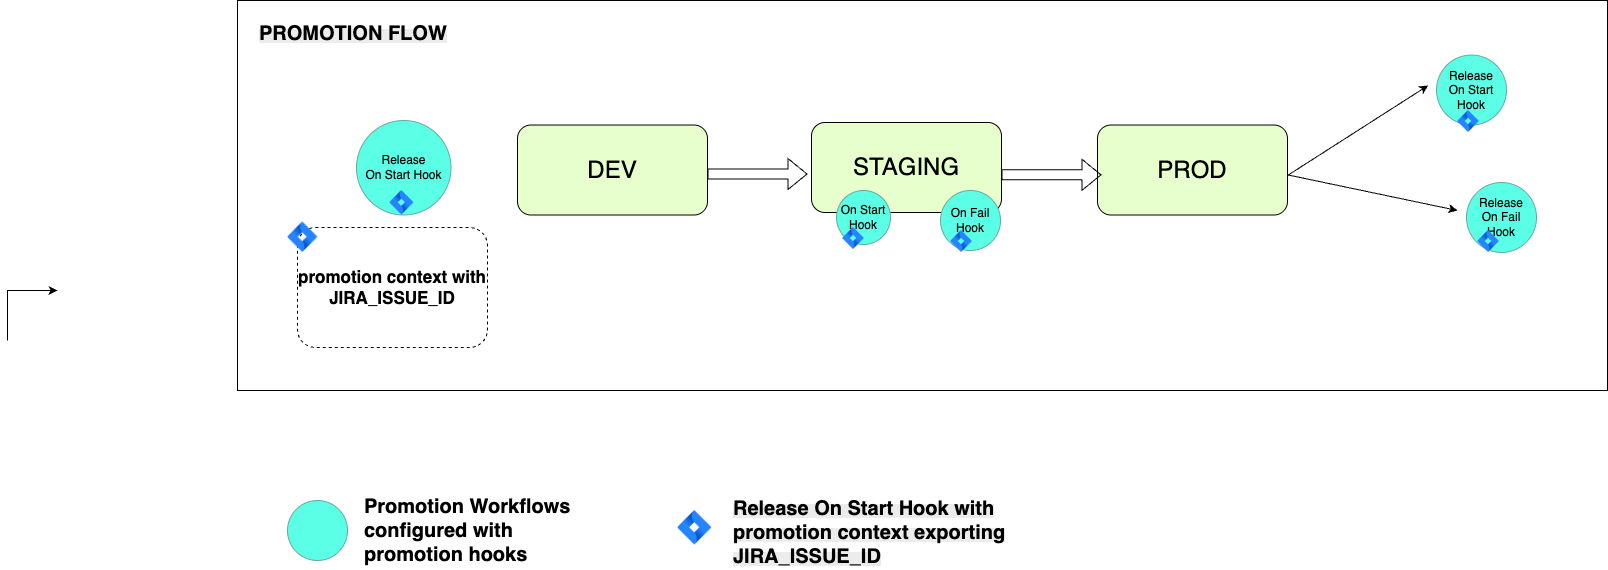 PROMOTION FLOW
Release
On Start Hook
promotion context with
JIRA_ISSUE_ID
DEV
STAGING
On Start
Hook
On Fail
Hook
PROD
Release
On Start
Hook
Release
On Fail
Hook
Promotion Workflows
configured with
promotion hooks
Release On Start Hook with
promotion context exporting
JIRA_ISSUE_ID